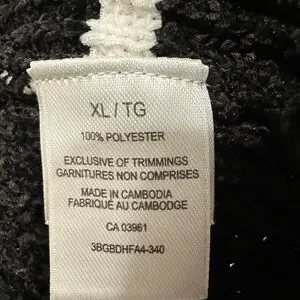 XL / TG
100% POLYESTER
EXCLUSIVE OF TRIMMINGS
GARNITURES NON COMPRISES
MADE IN CAMBODIA
FABRIQUÉ AU CAMBODGE
CA 03961
3BGBDHFA4-340